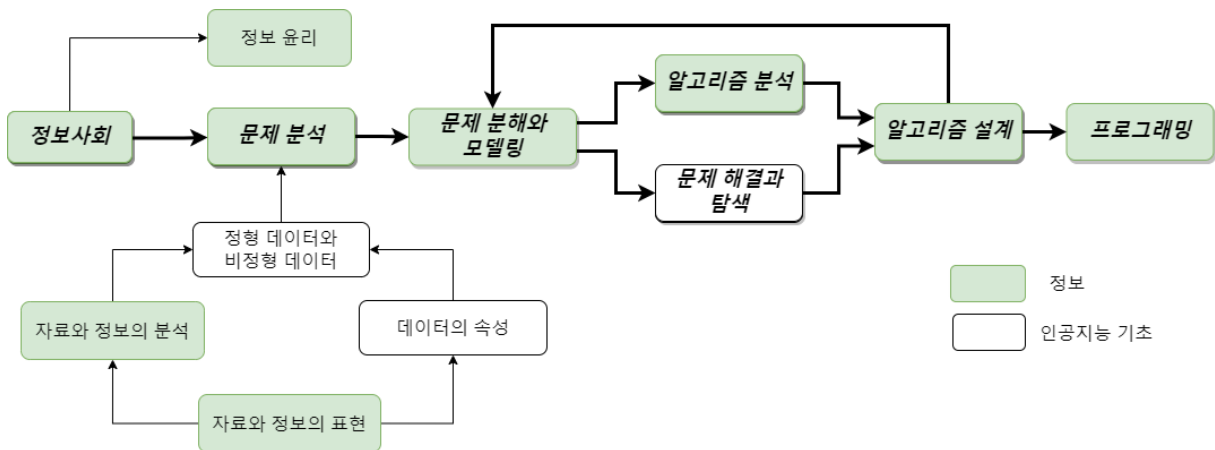 정보 윤리
정보사회
문제 분석
문제 분해와
모델링
알고리즘 분석
문제 해결과
탐색
알고리즘 설계
프로그래밍
정형 데이터와
비정형 데이터
자료와 정보의 분석
데이터의 속성
자료와 정보의 표현
정보
인공지능 기초